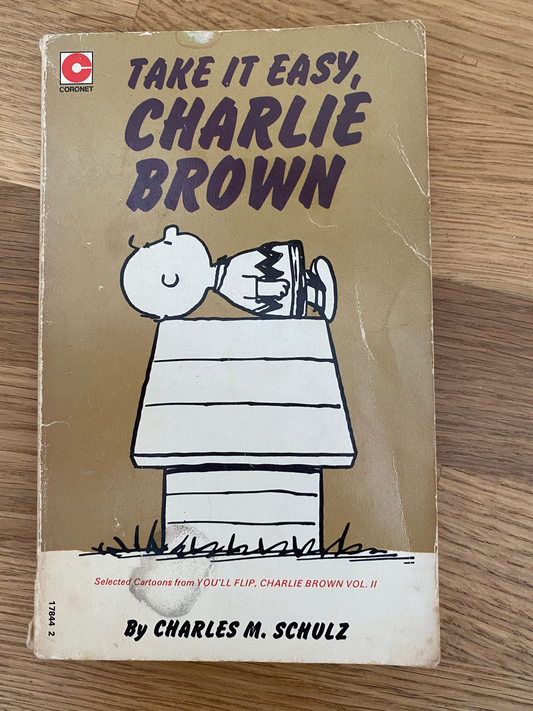 CORONET
TAKE IT EASY,
CHARLIE
BROWN
Selected Cartoons from YOU'LL FLIP, CHARLIE BROWN VOL. II
17844 2
By CHARLES M. SCHULZ